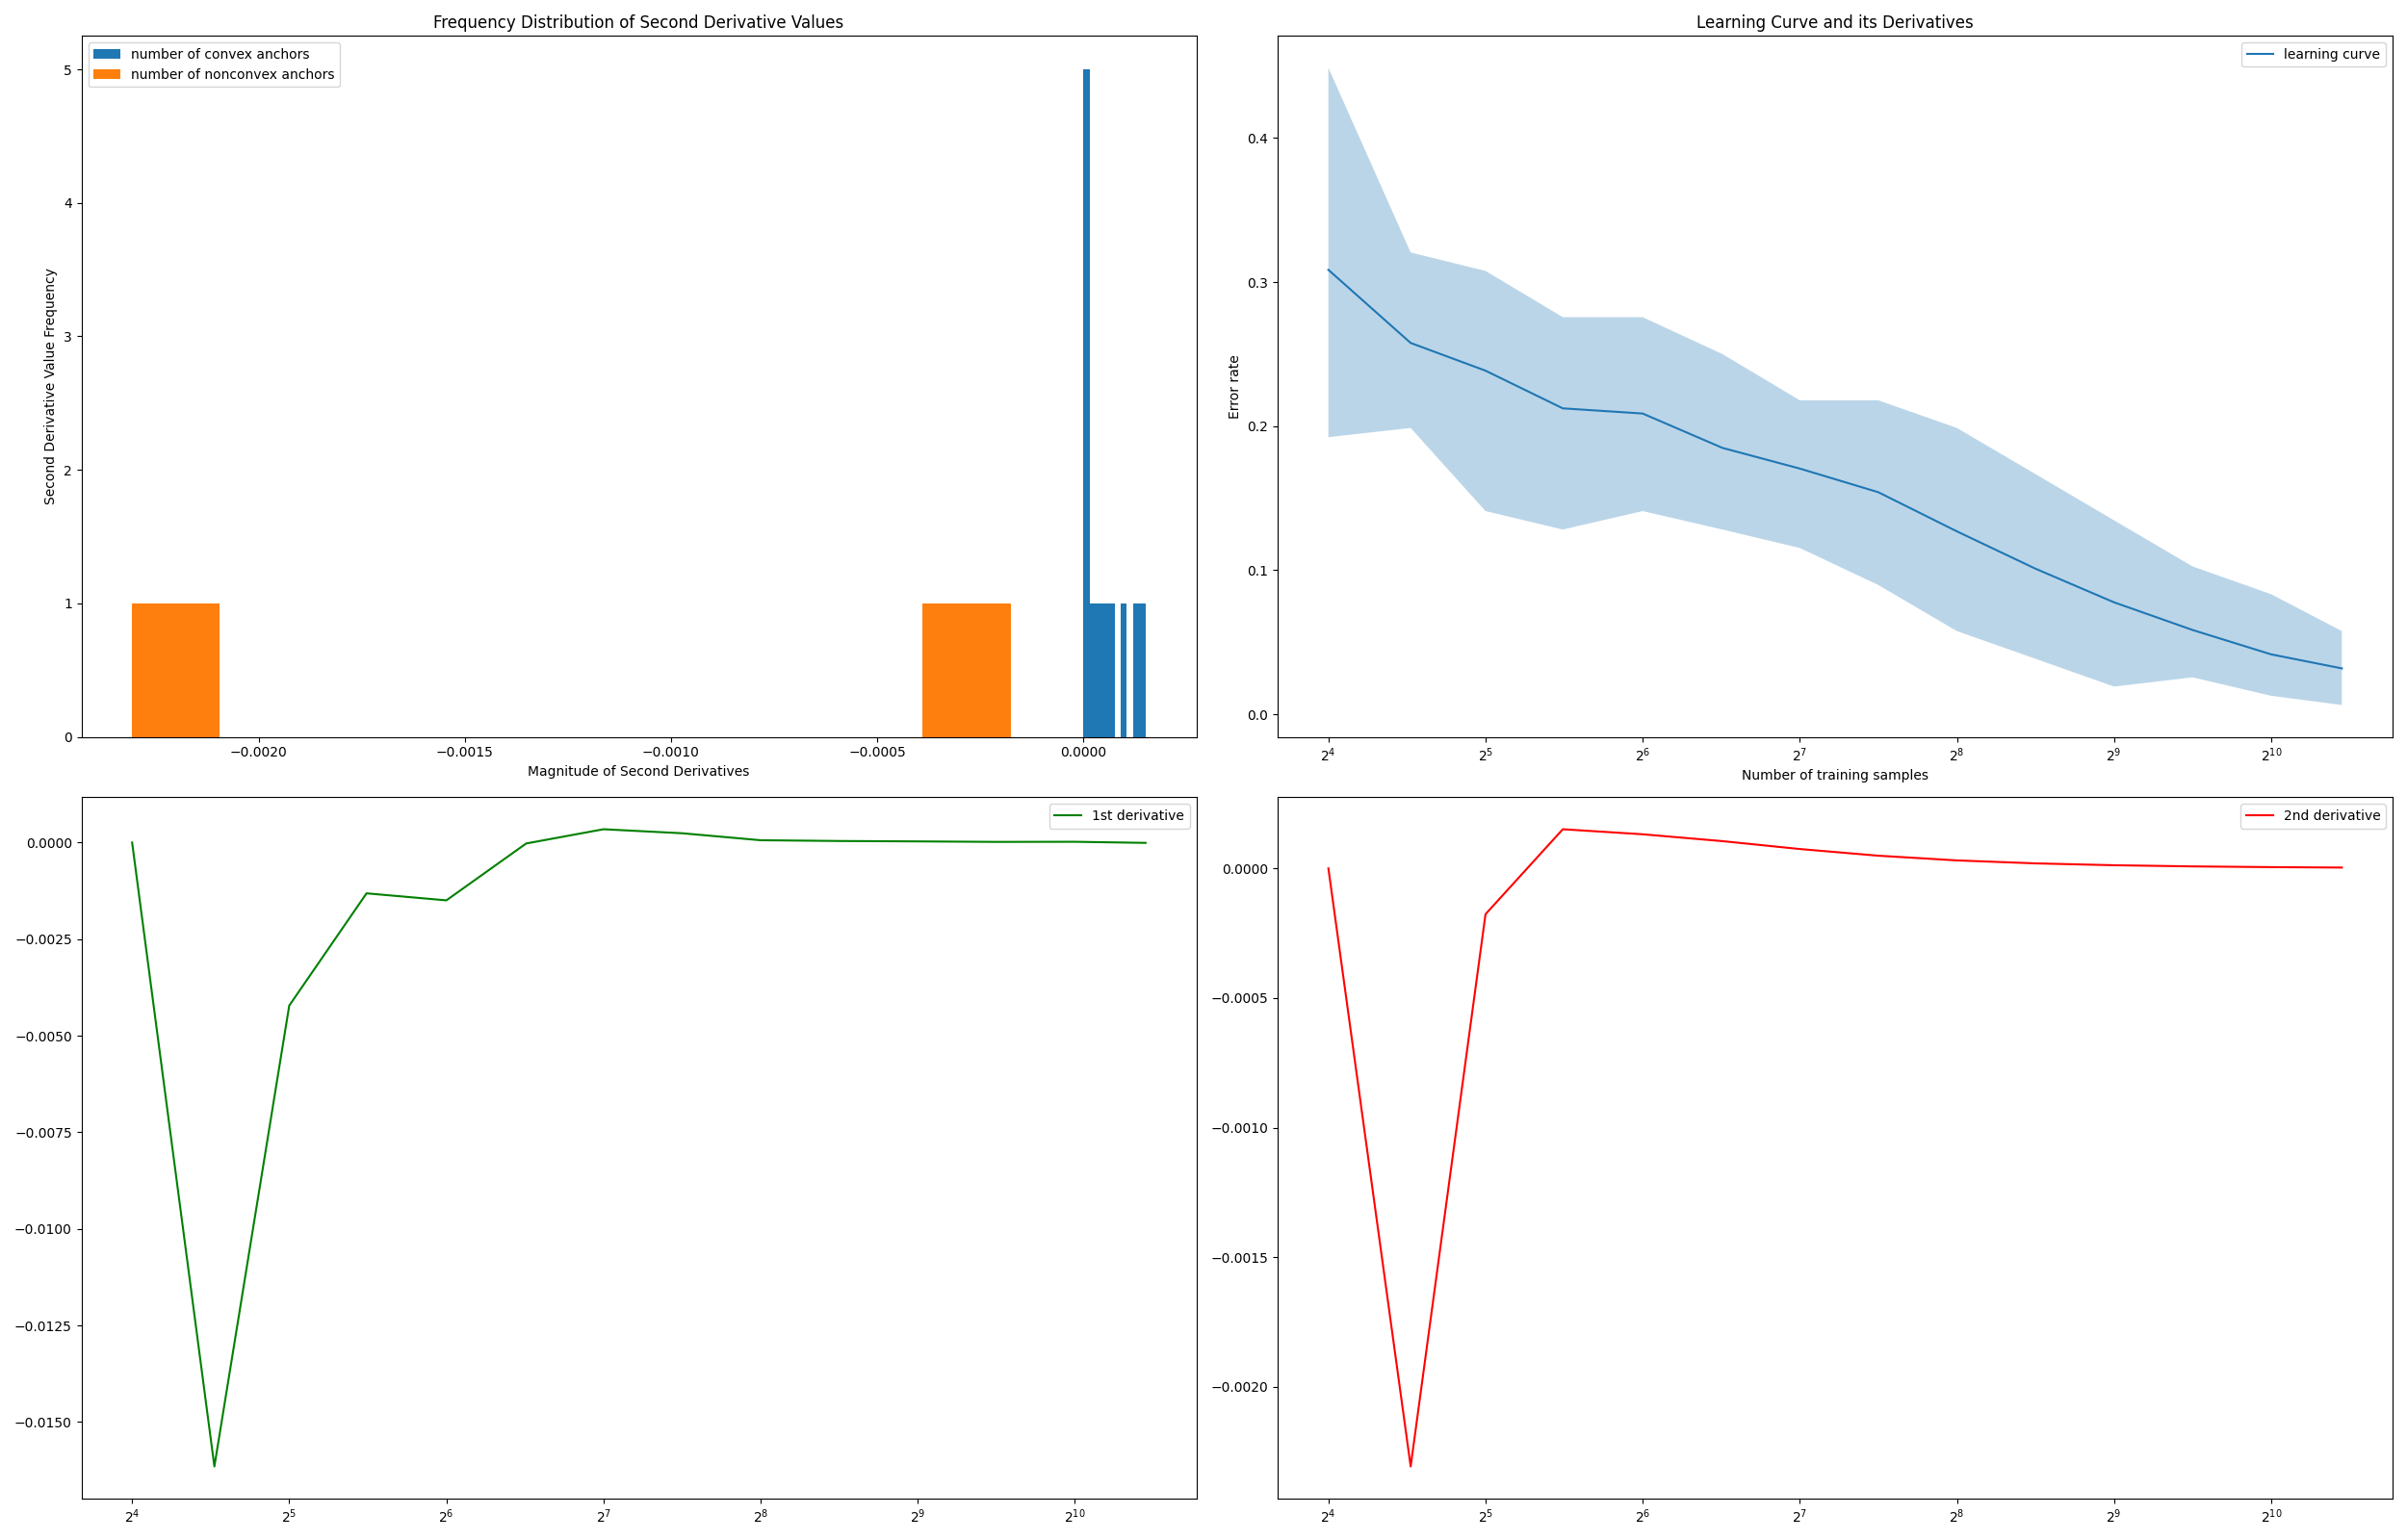 Frequency Distribution of Second Derivative Values
number of convex anchors
number of nonconvex anchors
Second Derivative Value Frequency
5
4
3
2
1
0
−0.0020 −0.0015 −0.0010 −0.0005 0.0000
Magnitude of Second Derivatives
Learning Curve and its Derivatives
learning curve
Error rate
0.4
0.3
0.2
0.1
0.0
2⁴ 2⁵ 2⁶ 2⁷ 2⁸ 2⁹ 2¹⁰
Number of training samples
1st derivative
0.0000
−0.0025
−0.0050
−0.0075
−0.0100
−0.0125
−0.0150
2⁴ 2⁵ 2⁶ 2⁷ 2⁸ 2⁹ 2¹⁰
2nd derivative
0.0000
−0.0005
−0.0010
−0.0015
−0.0020
2⁴ 2⁵ 2⁶ 2⁷ 2⁸ 2⁹ 2¹⁰